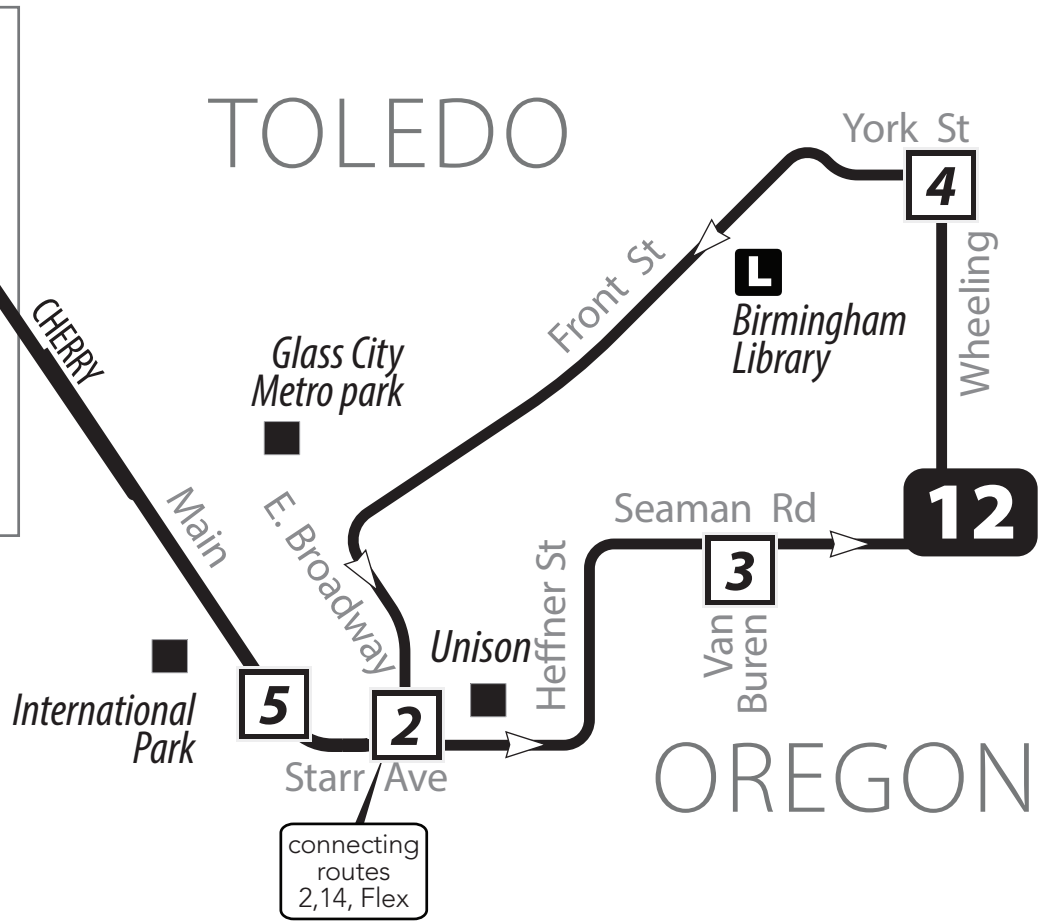 TOLEDO
York St
4
Front St
L
Birmingham
Library
Wheeling
CHERRY
Glass City
Metro park
Main
E. Broadway
Seaman Rd
12
3
Van
Buren
Heffner St
Unison
International
Park
5
2
Starr Ave
OREGON
connecting
routes
2,14, Flex